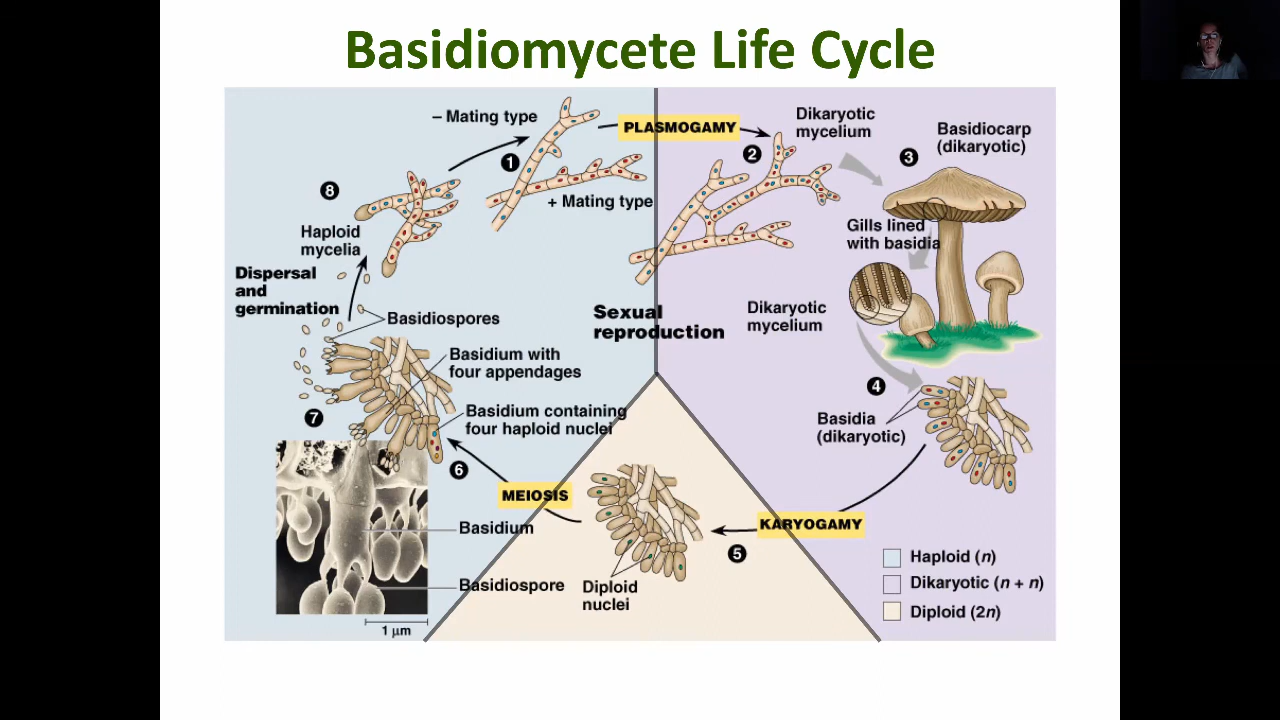 Basidiomycete Life Cycle
– Mating type
PLASMOGAMY
Dikaryotic
mycelium
Basidiocarp
(dikaryotic)
1
2
3
8
+ Mating type
Haploid
mycelia
Gills lined
with basidia
Dispersal
and
germination
Basidiospores
Sexual
reproduction
Dikaryotic
mycelium
Basidium with
four appendages
4
7
Basidium containing
four haploid nuclei
Basidia
(dikaryotic)
6
MEIOSIS
KARYOGAMY
Basidium
5
Basidiospore
Diploid
nuclei
1 μm
Haploid (n)
Dikaryotic (n + n)
Diploid (2n)